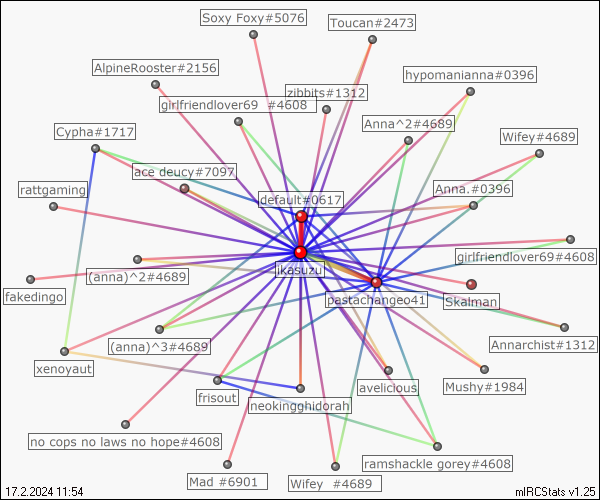 Soxy Foxy#5076
Toucan#2473
AlpineRooster#2156
hypomanianna#0396
zibbits#1312
girlfriendlover69 #4608
Anna^2#4689
Cypha#1717
Wifey#4689
ace deucy#7097
rattgaming
default#0617
Anna.#0396
girlfriendlover69#4608
ikasuzu
(anna)^2#4689
fakedingo
pastachangeo41
Skalman
Annarchist#1312
(anna)^3#4689
xenoyaut
avelicious
Mushy#1984
frisout
neokingghidorah
no cops no laws no hope#4608
ramshackle gorey#4608
Mad #6901
Wifey #4689
17.2.2024 11:54
mIRCStats v1.25